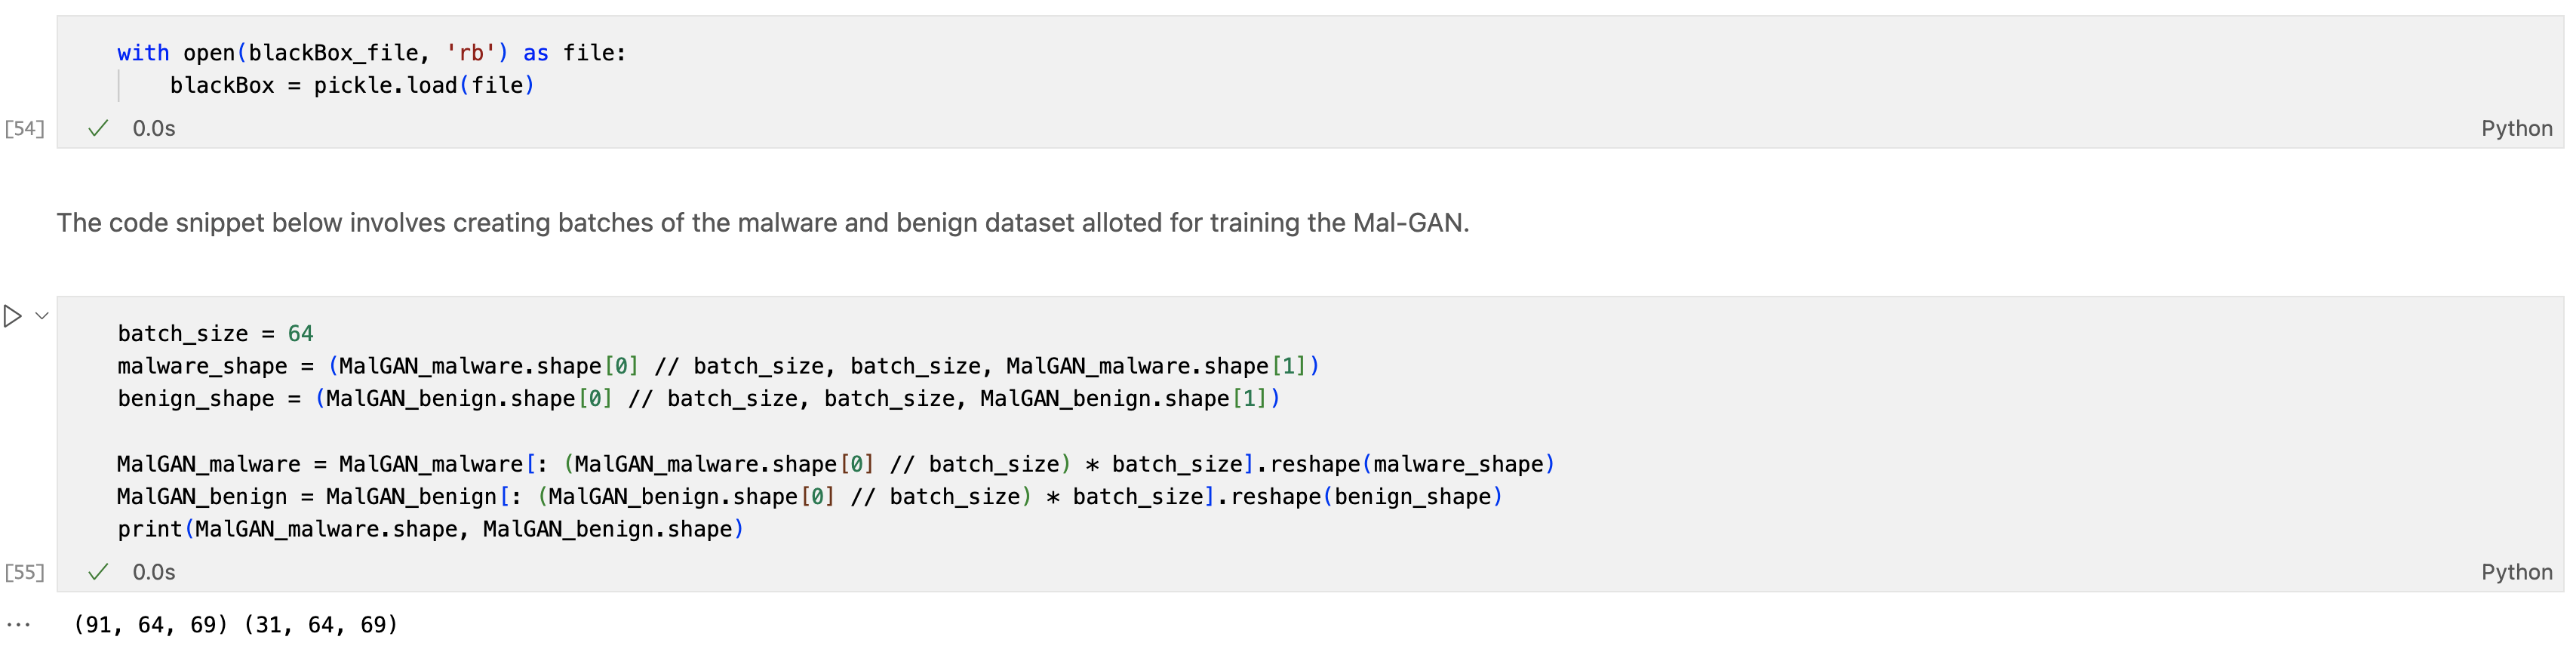 with open(blackBox_file, 'rb') as file:
    blackBox = pickle.load(file)
[54] ✓ 0.0s Python
The code snippet below involves creating batches of the malware and benign dataset alloted for training the Mal-GAN.
batch_size = 64
malware_shape = (MalGAN_malware.shape[0] // batch_size, batch_size, MalGAN_malware.shape[1])
benign_shape = (MalGAN_benign.shape[0] // batch_size, batch_size, MalGAN_benign.shape[1])
MalGAN_malware = MalGAN_malware[: (MalGAN_malware.shape[0] // batch_size) * batch_size].reshape(malware_shape)
MalGAN_benign = MalGAN_benign[: (MalGAN_benign.shape[0] // batch_size) * batch_size].reshape(benign_shape)
print(MalGAN_malware.shape, MalGAN_benign.shape)
[55] ✓ 0.0s Python
... (91, 64, 69) (31, 64, 69)